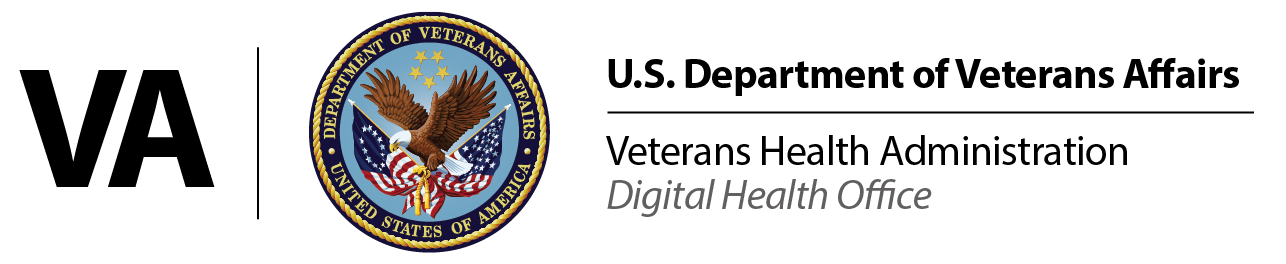 VA
DEPARTMENT OF VETERANS AFFAIRS
UNITED STATES OF AMERICA
U.S. Department of Veterans Affairs
Veterans Health Administration
Digital Health Office